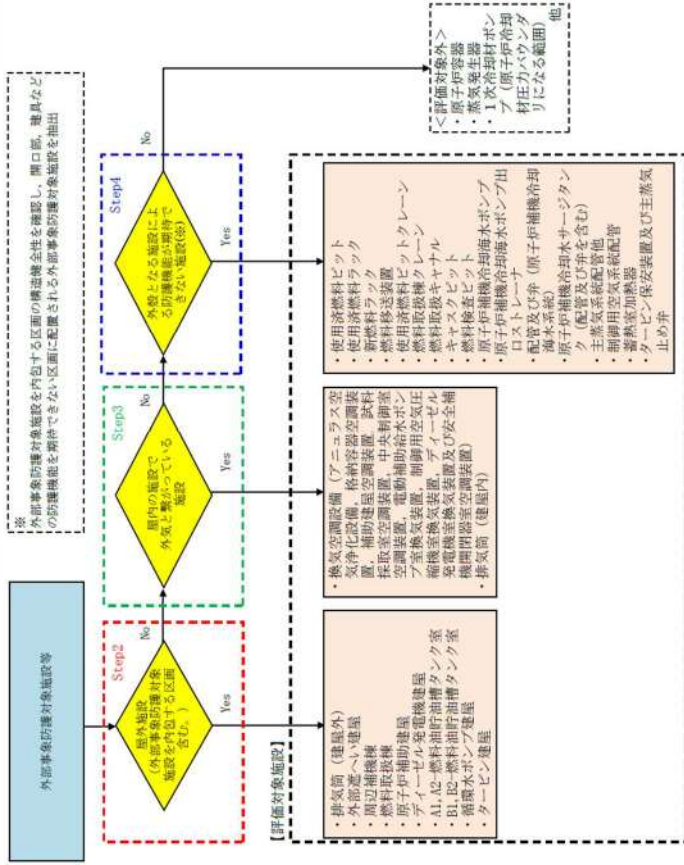 外部事象防護対象施設等
※
外部事象防護対象施設を内包する区画の構造健全性を確認し、開口部、建具など
の防護機能を期待できない区画に配置される外部事象防護対象施設を抽出
Step2
屋外施設
(外部事象防護対象
施設を内包する区画
含む。)
No
Yes
Step3
屋内の施設で
外気と繋がっている
施設
No
Yes
Step4
外殻となる施設によ
る防護機能が期待で
きない施設(※)
No
Yes
【評価対象施設】
・排気筒(建屋外)
・外部遮へい建屋
・周辺補機棟
・燃料取扱棟
・原子炉補助建屋
・ディーゼル発電機建屋
・A1,A2-燃料油貯油槽タンク室
・B1,B2-燃料油貯油槽タンク室
・循環水ポンプ建屋
・タービン建屋
・換気空調設備(アニュラス空
気浄化設備、格納容器空調装
置、補助建屋空調装置、試料
採取室空調装置、中央制御室
空調装置、電動補助給水ポン
プ室換気装置、制御用空気圧
縮機室換気装置、ディーゼル
発電機室換気装置及び安全補
機開閉器室空調装置)
・排気筒(建屋内)
・使用済燃料ピット
・使用済燃料ラック
・新燃料ラック
・燃料移送装置
・使用済燃料ピットクレーン
・燃料取扱棟クレーン
・燃料取替キャナル
・キャスクピット
・燃料検査ピット
・原子炉補機冷却海水ポンプ
・原子炉補機冷却海水ポンプ出
口ストレーナ
・配管及び弁(原子炉補機冷却
海水系統)
・原子炉補機冷却水サージタン
ク(配管及び弁を含む)
・主蒸気系統配管他
・制御用空気系統配管
・蓄熱室加熱器
・タービン保安装置及び主蒸気
止め弁
<評価対象外>
・原子炉容器
・蒸気発生器
・1次冷却材ポン
プ(原子炉冷却
材圧力バウンダ
リになる範囲)
他